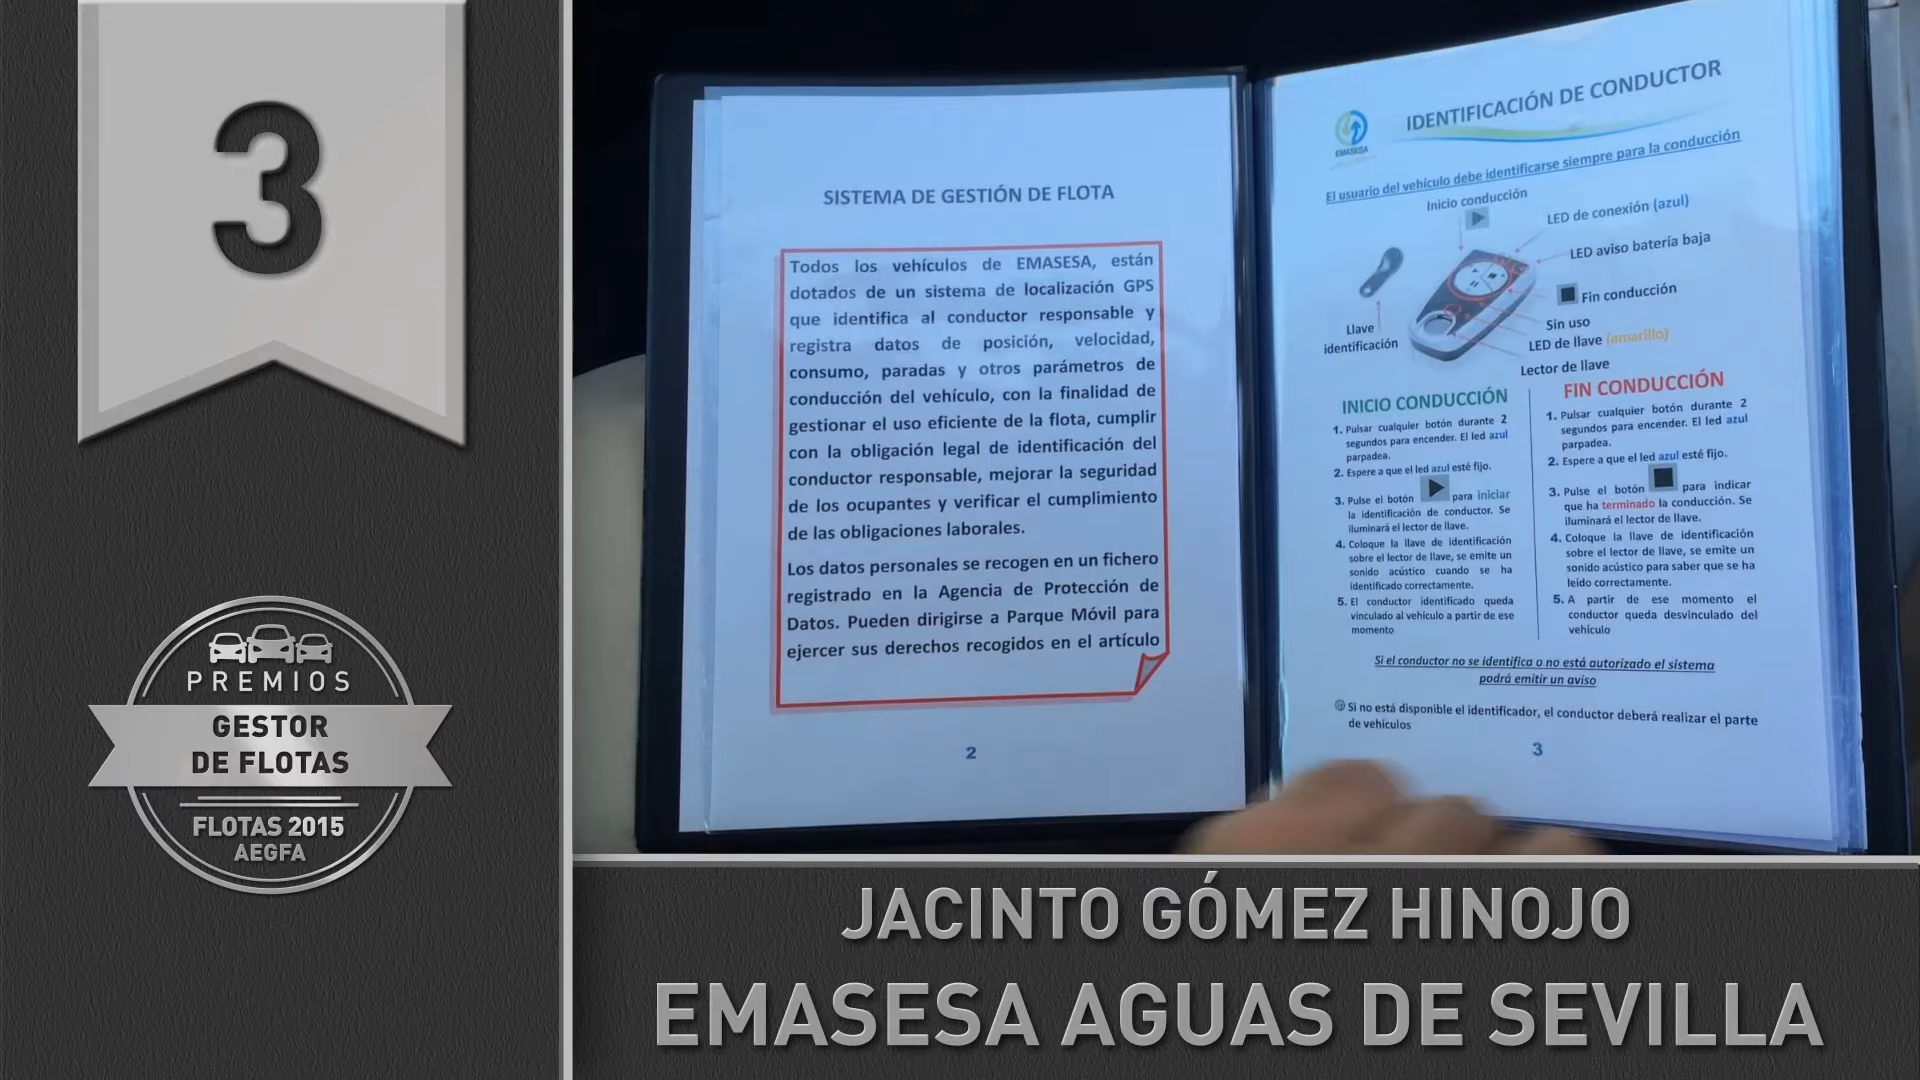 3
PREMIOS
GESTOR
DE FLOTAS
FLOTAS 2015
AEGFA
SISTEMA DE GESTIÓN DE FLOTA
Todos los vehículos de EMASESA, están
dotados de un sistema de localización GPS
que identifica al conductor responsable y
registra datos de posición, velocidad,
consumo, paradas y otros parámetros de
conducción del vehículo, con la finalidad de
gestionar el uso eficiente de la flota, cumplir
con la obligación legal de identificación del
conductor responsable, mejorar la seguridad
de los ocupantes y verificar el cumplimiento
de las obligaciones laborales.
Los datos personales se recogen en un fichero
registrado en la Agencia de Protección de
Datos. Pueden dirigirse a Parque Móvil para
ejercer sus derechos recogidos en el artículo
2
EMASESA
IDENTIFICACIÓN DE CONDUCTOR
El usuario del vehículo debe identificarse siempre para la conducción
Inicio conducción
LED de conexión (azul)
LED aviso batería baja
Fin conducción
Sin uso
LED de llave (amarillo)
Lector de llave
Llave
identificación
INICIO CONDUCCIÓN
1. Pulsar cualquier botón durante 2
segundos para encender. El led azul
parpadea.
2. Espere a que el led azul esté fijo.
3. Pulse el botón para iniciar
la identificación de conductor. Se
iluminará el lector de llave.
4. Coloque la llave de identificación
sobre el lector de llave, se emite un
sonido acústico cuando se ha
identificado correctamente.
5. El conductor identificado queda
vinculado al vehículo a partir de ese
momento
FIN CONDUCCIÓN
1. Pulsar cualquier botón durante 2
segundos para encender. El led azul
parpadea.
2. Espere a que el led azul esté fijo.
3. Pulse el botón para indicar
que ha terminado la conducción. Se
iluminará el lector de llave.
4. Coloque la llave de identificación
sobre el lector de llave, se emite un
sonido acústico para saber que se ha
leído correctamente.
5. A partir de ese momento el
conductor queda desvinculado del
vehículo
Si el conductor no se identifica o no está autorizado el sistema
podrá emitir un aviso
Si no está disponible el identificador, el conductor deberá realizar el parte
de vehículos
3
JACINTO GÓMEZ HINOJO
EMASESA AGUAS DE SEVILLA